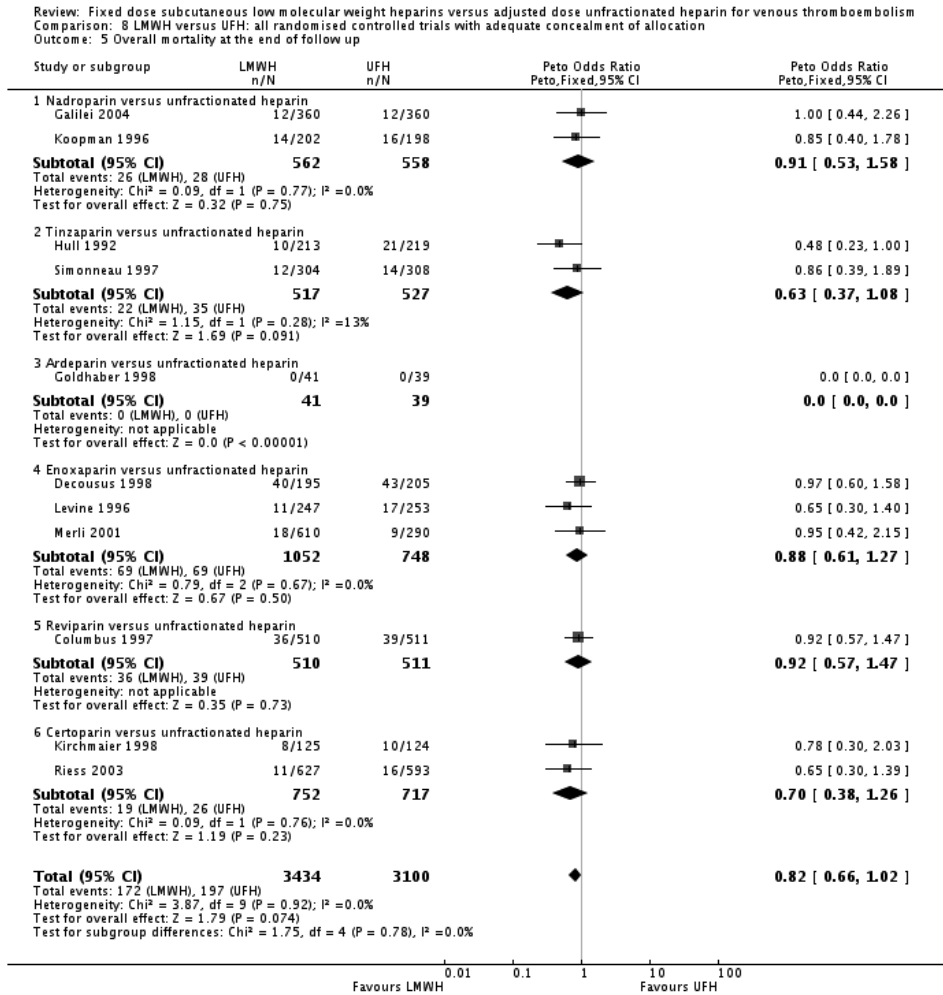 Review: Fixed dose subcutaneous low molecular weight heparins versus adjusted dose unfractionated heparin for venous thromboembolism
Comparison: 8 LMWH versus UFH: all randomised controlled trials with adequate concealment of allocation
Outcome: 5 Overall mortality at the end of follow up
Study or subgroup LMWH UFH Peto Odds Ratio Peto Odds Ratio
n/N n/N Peto,Fixed,95% CI Peto,Fixed,95% CI
1 Nadroparin versus unfractionated heparin
Galilei 2004 12/360 12/360 1.00 [ 0.44, 2.26 ]
Koopman 1996 14/202 16/198 0.85 [ 0.40, 1.78 ]
Subtotal (95% CI) 562 558 0.91 [ 0.53, 1.58 ]
Total events: 26 (LMWH), 28 (UFH)
Heterogeneity: Chi² = 0.09, df = 1 (P = 0.77); I² =0.0%
Test for overall effect: Z = 0.32 (P = 0.75)
2 Tinzaparin versus unfractionated heparin
Hull 1992 10/213 21/219 0.48 [ 0.23, 1.00 ]
Simonneau 1997 12/304 14/308 0.86 [ 0.39, 1.89 ]
Subtotal (95% CI) 517 527 0.63 [ 0.37, 1.08 ]
Total events: 22 (LMWH), 35 (UFH)
Heterogeneity: Chi² = 1.15, df = 1 (P = 0.28); I² =13%
Test for overall effect: Z = 1.69 (P = 0.091)
3 Ardeparin versus unfractionated heparin
Goldhaber 1998 0/41 0/39 0.0 [ 0.0, 0.0 ]
Subtotal (95% CI) 41 39 0.0 [ 0.0, 0.0 ]
Total events: 0 (LMWH), 0 (UFH)
Heterogeneity: not applicable
Test for overall effect: Z = 0.0 (P < 0.00001)
4 Enoxaparin versus unfractionated heparin
Decousus 1998 40/195 43/205 0.97 [ 0.60, 1.58 ]
Levine 1996 11/247 17/253 0.65 [ 0.30, 1.40 ]
Merli 2001 18/610 9/290 0.95 [ 0.42, 2.15 ]
Subtotal (95% CI) 1052 748 0.88 [ 0.61, 1.27 ]
Total events: 69 (LMWH), 69 (UFH)
Heterogeneity: Chi² = 0.79, df = 2 (P = 0.67); I² =0.0%
Test for overall effect: Z = 0.67 (P = 0.50)
5 Reviparin versus unfractionated heparin
Columbus 1997 36/510 39/511 0.92 [ 0.57, 1.47 ]
Subtotal (95% CI) 510 511 0.92 [ 0.57, 1.47 ]
Total events: 36 (LMWH), 39 (UFH)
Heterogeneity: not applicable
Test for overall effect: Z = 0.35 (P = 0.73)
6 Certoparin versus unfractionated heparin
Kirchmaier 1998 8/125 10/124 0.78 [ 0.30, 2.03 ]
Riess 2003 11/627 16/593 0.65 [ 0.30, 1.39 ]
Subtotal (95% CI) 752 717 0.70 [ 0.38, 1.26 ]
Total events: 19 (LMWH), 26 (UFH)
Heterogeneity: Chi² = 0.09, df = 1 (P = 0.76); I² =0.0%
Test for overall effect: Z = 1.19 (P = 0.23)
Total (95% CI) 3434 3100 0.82 [ 0.66, 1.02 ]
Total events: 172 (LMWH), 197 (UFH)
Heterogeneity: Chi² = 3.87, df = 9 (P = 0.92); I² =0.0%
Test for overall effect: Z = 1.79 (P = 0.074)
Test for subgroup differences: Chi² = 1.75, df = 4 (P = 0.78), I² =0.0%
0.01 0.1 1 10 100
Favours LMWH Favours UFH